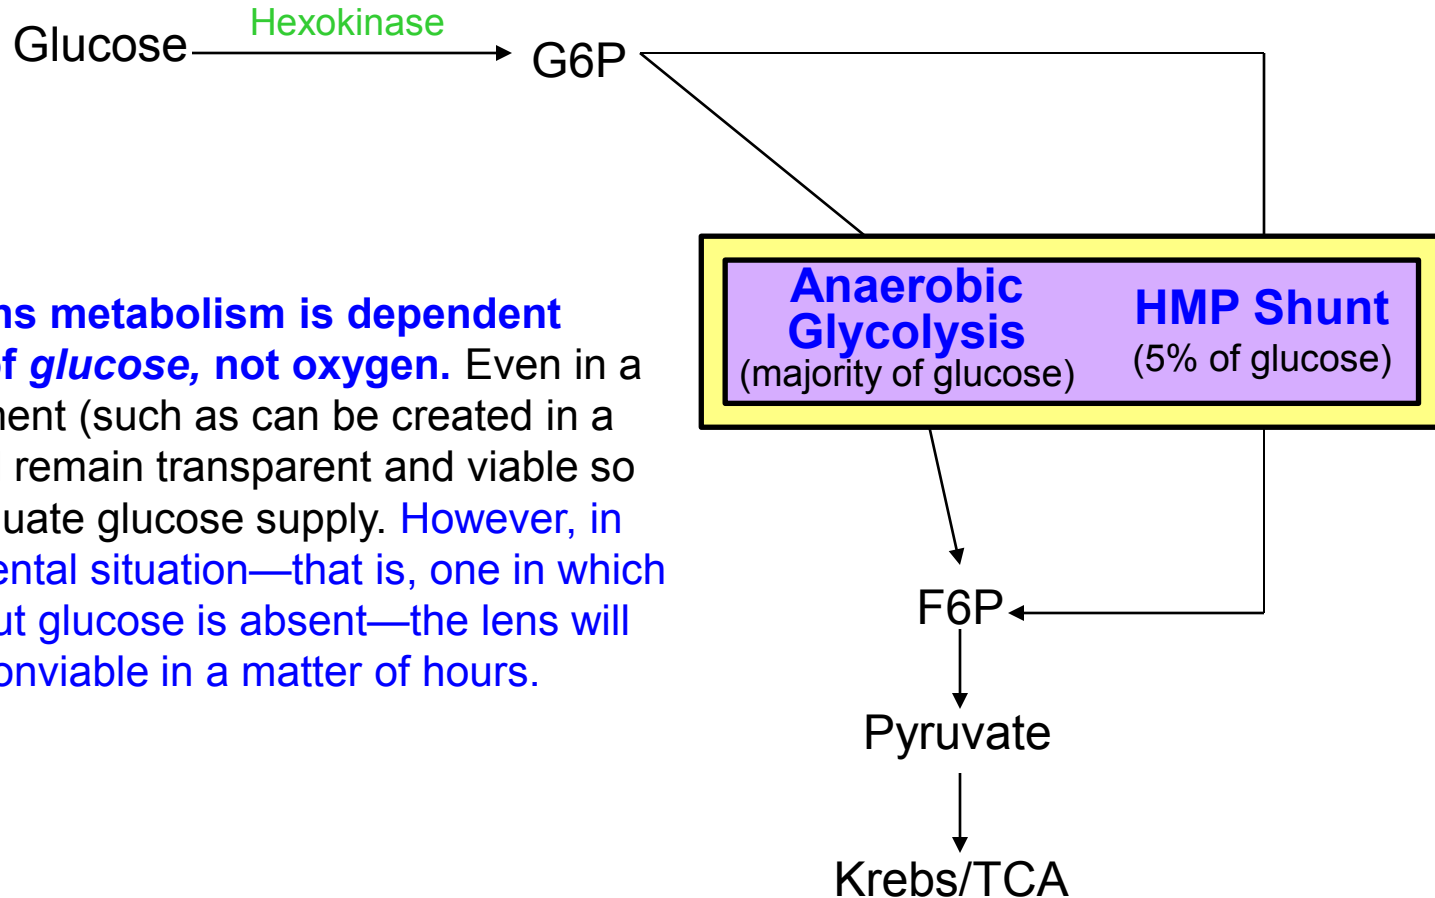 Hexokinase
Glucose
G6P
Anaerobic
Glycolysis
(majority of glucose)
HMP Shunt
(5% of glucose)
ns metabolism is dependent
f glucose, not oxygen. Even in a
ment (such as can be created in a
remain transparent and viable so
uate glucose supply. However, in
ental situation—that is, one in which
ut glucose is absent—the lens will
onviable in a matter of hours.
F6P
Pyruvate
Krebs/TCA